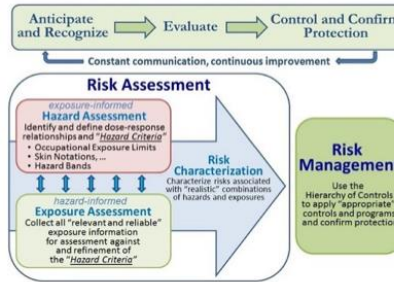 Anticipate
and Recognize
Evaluate
Control and Confirm
Protection
Constant communication, continuous improvement
Risk Assessment
exposure-informed
Hazard Assessment
Identify and define dose-response
relationships and "Hazard Criteria"
• Occupational Exposure Limits
• Skin Notations, ...
• Hazard Bands
hazard-informed
Exposure Assessment
Collect all "relevant and reliable"
exposure information
for assessment against
and refinement of
the "Hazard Criteria"
Risk
Characterization
Characterize risks associated
with "realistic" combinations
of hazards and exposures
Risk
Management
Use the
Hierarchy of Controls
to apply "appropriate"
controls and programs
and confirm protection